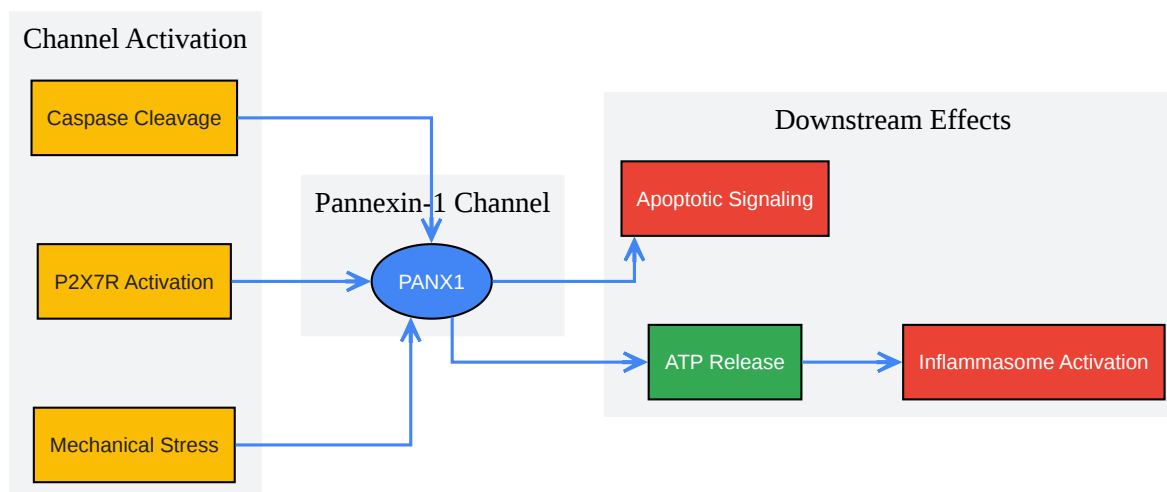 Channel Activation
Caspase Cleavage
P2X7R Activation
Mechanical Stress
Pannexin-1 Channel
PANX1
Downstream Effects
Apoptotic Signaling
ATP Release
Inflammasome Activation